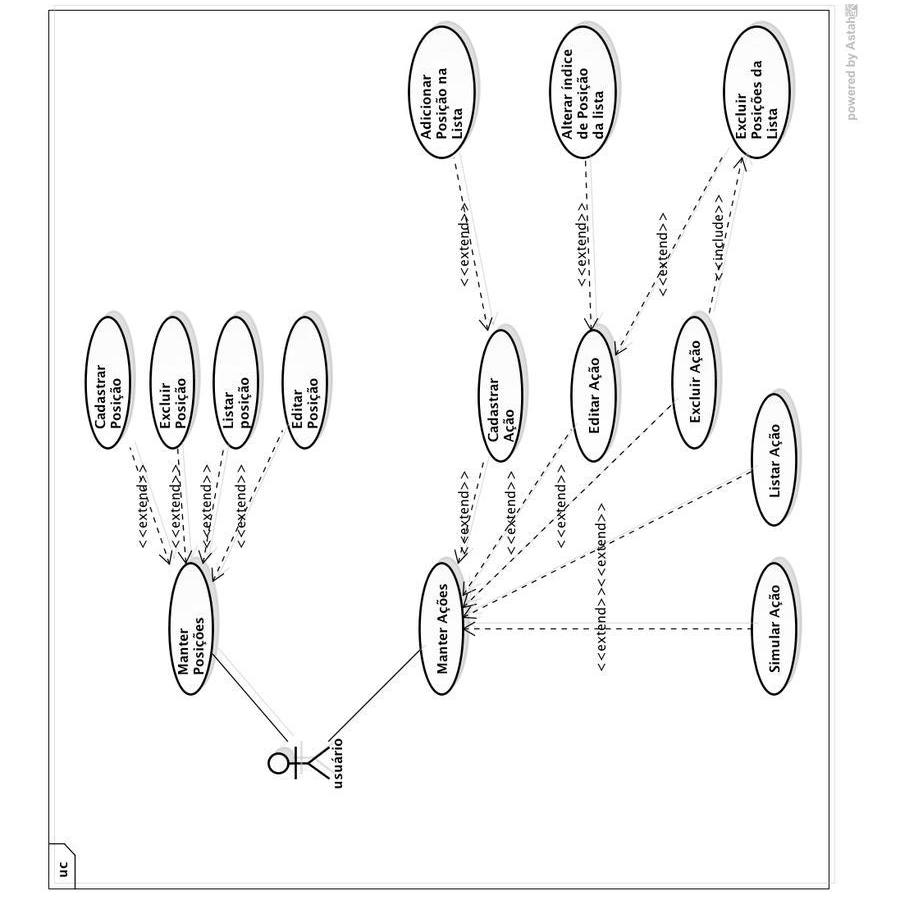 uc
usuário
Manter
Posições
<<extend>>
<<extend>>
<<extend>>
<<extend>>
Cadastrar
Posição
Excluir
Posição
Listar
posição
Editar
Posição
Manter Ações
<<extend>>
<<extend>>
<<extend>>
<<extend>>
<<extend>>
Cadastrar
Ação
Editar Ação
Excluir Ação
Listar Ação
Simular Ação
<<extend>>
<<extend>>
<<extend>>
<<include>>
Adicionar
Posição na
Lista
Alterar índice
de Posição
da lista
Excluir
Posições da
Lista
powered by Astah